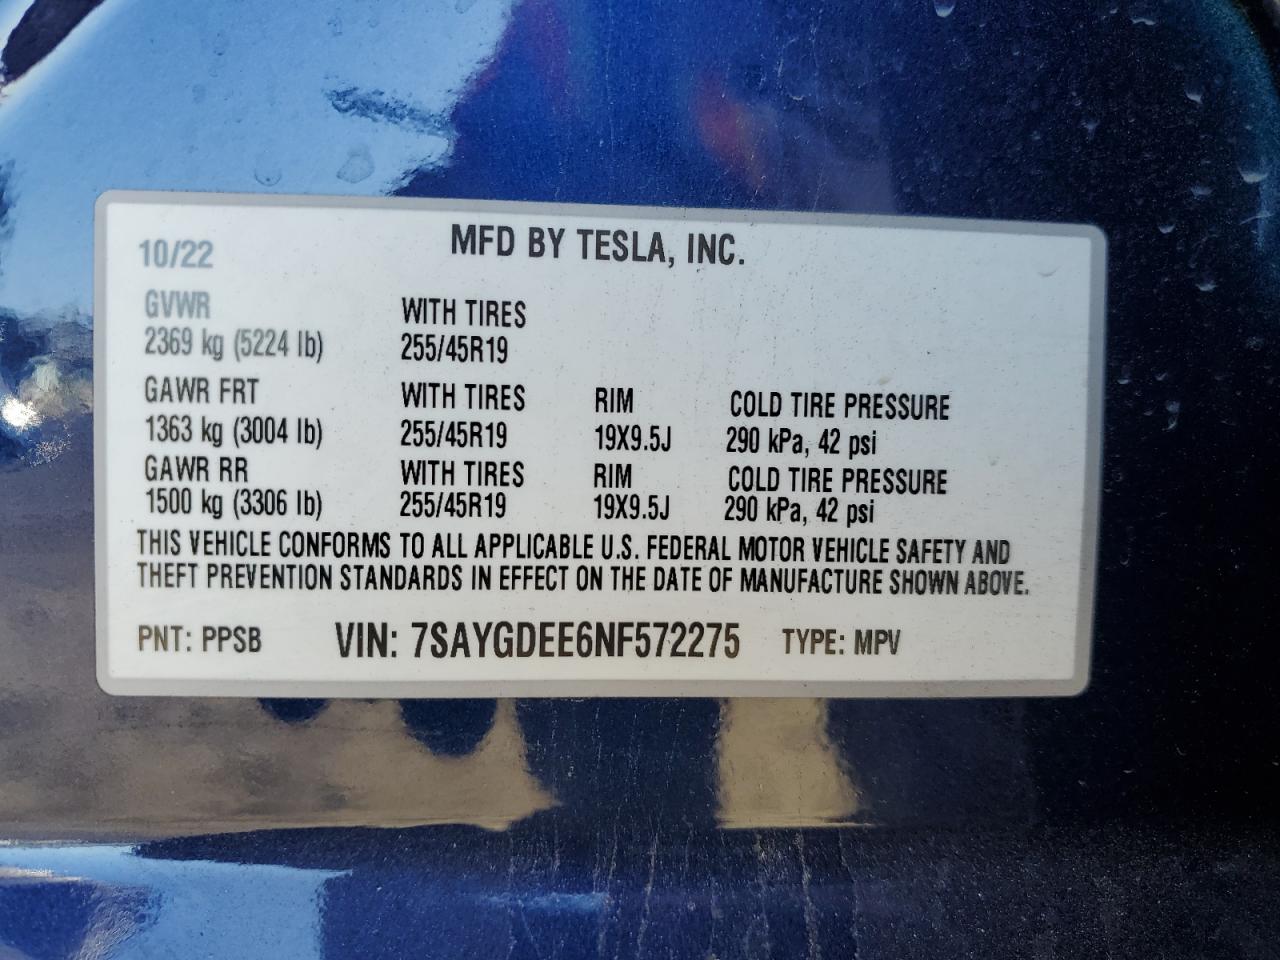 10/22 MFD BY TESLA, INC.
GVWR WITH TIRES
2369 kg (5224 lb) 255/45R19
GAWR FRT WITH TIRES RIM COLD TIRE PRESSURE
1363 kg (3004 lb) 255/45R19 19X9.5J 290 kPa, 42 psi
GAWR RR WITH TIRES RIM COLD TIRE PRESSURE
1500 kg (3306 lb) 255/45R19 19X9.5J 290 kPa, 42 psi
THIS VEHICLE CONFORMS TO ALL APPLICABLE U.S. FEDERAL MOTOR VEHICLE SAFETY AND
THEFT PREVENTION STANDARDS IN EFFECT ON THE DATE OF MANUFACTURE SHOWN ABOVE.
PNT: PPSB VIN: 7SAYGDEE6NF572275 TYPE: MPV